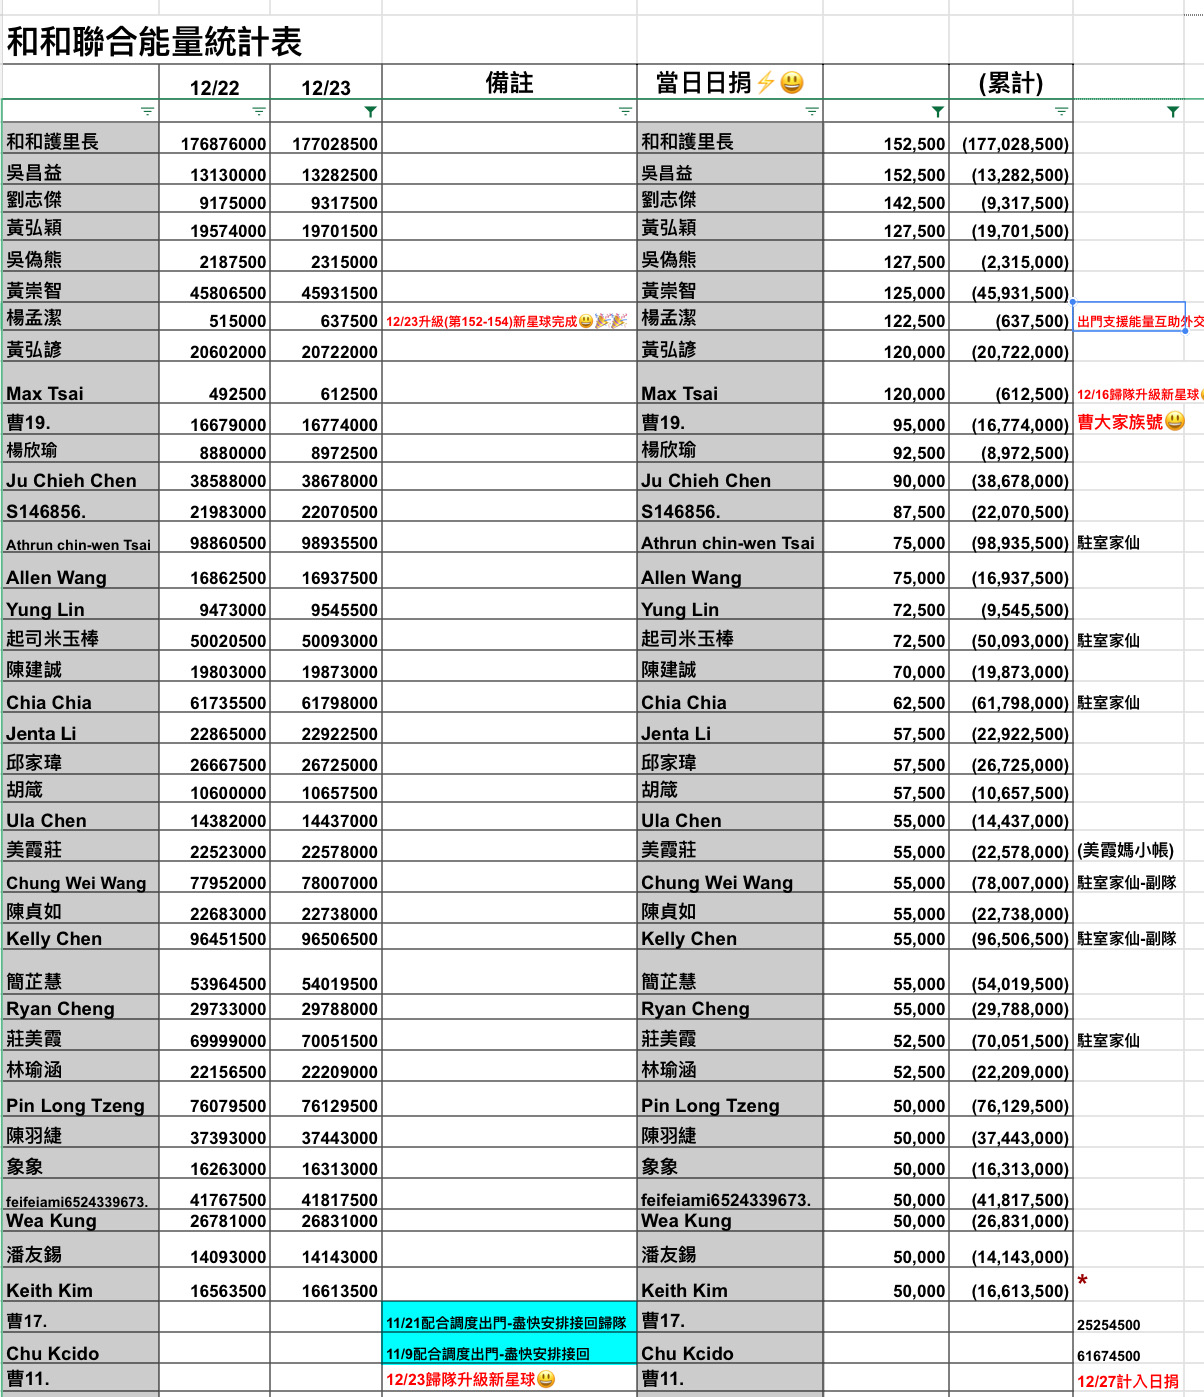 和和聯合能量統計表
12/22 12/23 備註 當日日捐⚡😃 (累計)
和和護里長 176876000 177028500 和和護里長 152,500 (177,028,500)
吳昌益 13130000 13282500 吳昌益 152,500 (13,282,500)
劉志傑 9175000 9317500 劉志傑 142,500 (9,317,500)
黃弘穎 19574000 19701500 黃弘穎 127,500 (19,701,500)
吳偽熊 2187500 2315000 吳偽熊 127,500 (2,315,000)
黃崇智 45806500 45931500 黃崇智 125,000 (45,931,500)
楊孟潔 515000 637500 12/23升級(第152-154)新星球完成😃🎉🎉 楊孟潔 122,500 (637,500) 出門支援能量互助外交
黃弘諺 20602000 20722000 黃弘諺 120,000 (20,722,000)
Max Tsai 492500 612500 Max Tsai 120,000 (612,500) 12/16歸隊升級新星球
曹19. 16679000 16774000 曹19. 95,000 (16,774,000) 曹大家族號😃
楊欣瑜 8880000 8972500 楊欣瑜 92,500 (8,972,500)
Ju Chieh Chen 38588000 38678000 Ju Chieh Chen 90,000 (38,678,000)
S146856. 21983000 22070500 S146856. 87,500 (22,070,500)
Athrun chin-wen Tsai 98860500 98935500 Athrun chin-wen Tsai 75,000 (98,935,500) 駐室家仙
Allen Wang 16862500 16937500 Allen Wang 75,000 (16,937,500)
Yung Lin 9473000 9545500 Yung Lin 72,500 (9,545,500)
起司米玉棒 50020500 50093000 起司米玉棒 72,500 (50,093,000) 駐室家仙
陳建誠 19803000 19873000 陳建誠 70,000 (19,873,000)
Chia Chia 61735500 61798000 Chia Chia 62,500 (61,798,000) 駐室家仙
Jenta Li 22865000 22922500 Jenta Li 57,500 (22,922,500)
邱家瑋 26667500 26725000 邱家瑋 57,500 (26,725,000)
胡箴 10600000 10657500 胡箴 57,500 (10,657,500)
Ula Chen 14382000 14437000 Ula Chen 55,000 (14,437,000)
美霞莊 22523000 22578000 美霞莊 55,000 (22,578,000) (美霞媽小帳)
Chung Wei Wang 77952000 78007000 Chung Wei Wang 55,000 (78,007,000) 駐室家仙-副隊
陳貞如 22683000 22738000 陳貞如 55,000 (22,738,000)
Kelly Chen 96451500 96506500 Kelly Chen 55,000 (96,506,500) 駐室家仙-副隊
簡芷慧 53964500 54019500 簡芷慧 55,000 (54,019,500)
Ryan Cheng 29733000 29788000 Ryan Cheng 55,000 (29,788,000)
莊美霞 69999000 70051500 莊美霞 52,500 (70,051,500) 駐室家仙
林瑜涵 22156500 22209000 林瑜涵 52,500 (22,209,000)
Pin Long Tzeng 76079500 76129500 Pin Long Tzeng 50,000 (76,129,500)
陳羽緁 37393000 37443000 陳羽緁 50,000 (37,443,000)
象象 16263000 16313000 象象 50,000 (16,313,000)
feifeiami6524339673. 41767500 41817500 feifeiami6524339673. 50,000 (41,817,500)
Wea Kung 26781000 26831000 Wea Kung 50,000 (26,831,000)
潘友錫 14093000 14143000 潘友錫 50,000 (14,143,000)
Keith Kim 16563500 16613500 Keith Kim 50,000 (16,613,500) *
曹17. 11/21配合調度出門-盡快安排接回歸隊 曹17. 25254500
Chu Kcido 11/9配合調度出門-盡快安排接回 Chu Kcido 61674500
曹11. 12/23歸隊升級新星球😃 曹11. 12/27計入日捐